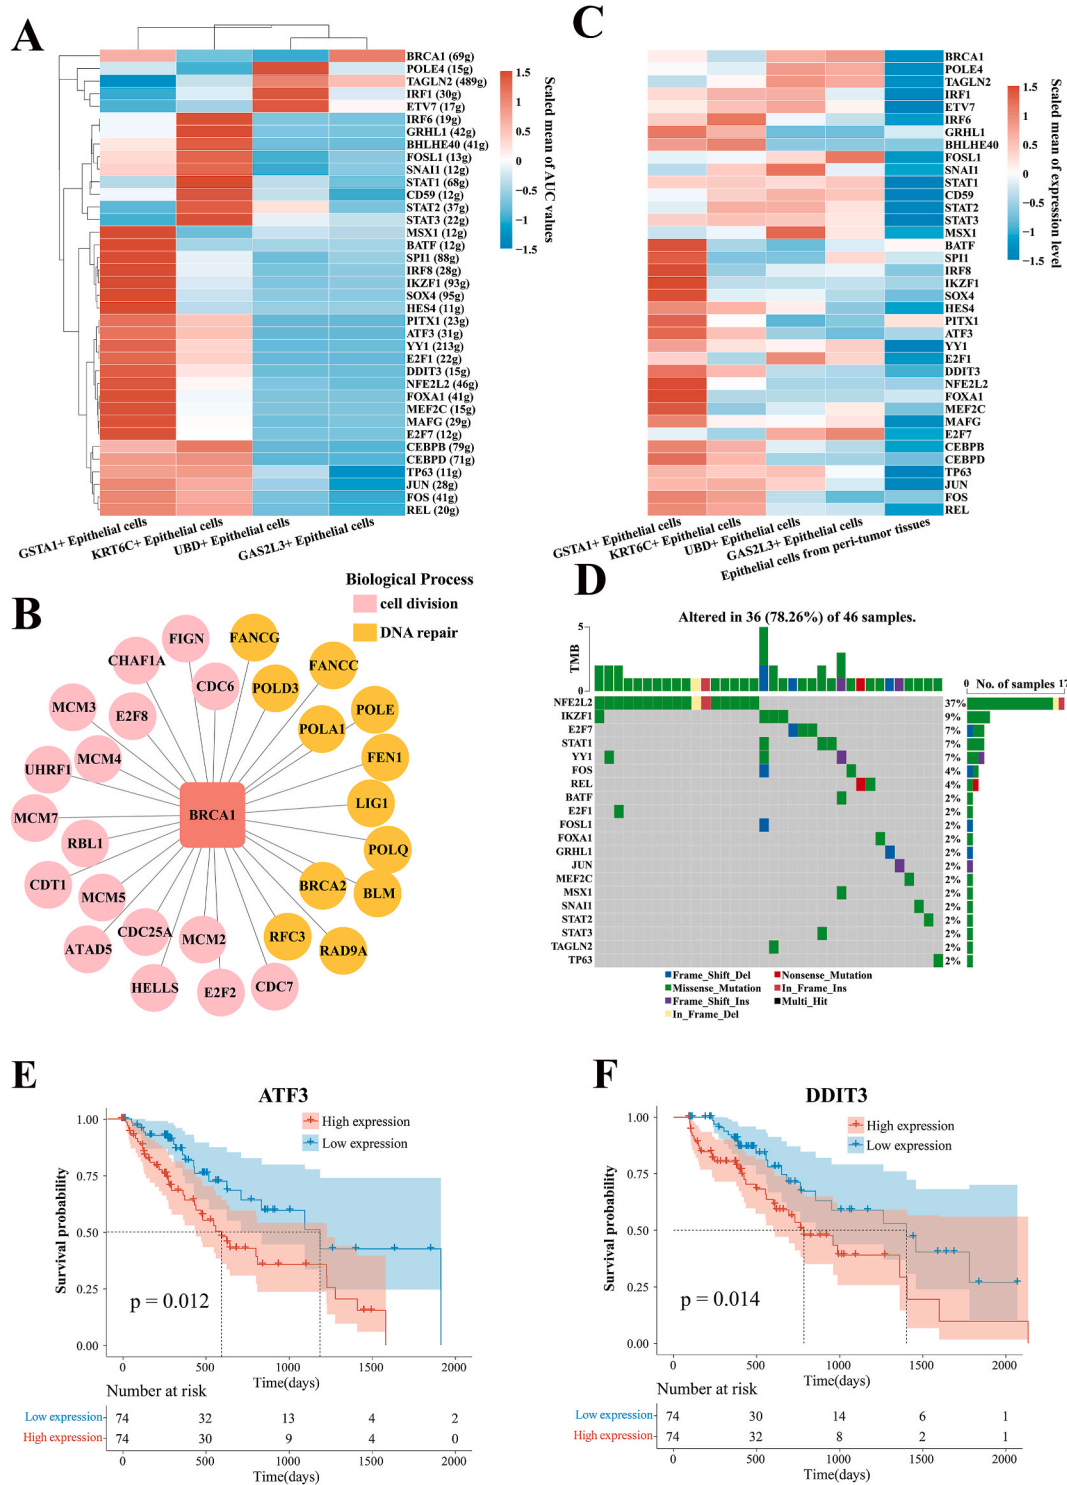 A
BRCA1 (69g)
POLE4 (15g)
TAGLN2 (489g)
IRF1 (30g)
ETV7 (17g)
IRF6 (19g)
GRHL1 (42g)
BHLHE40 (41g)
FOSL1 (13g)
SNAI1 (12g)
STAT1 (68g)
CD59 (12g)
STAT2 (37g)
STAT3 (22g)
MSX1 (12g)
BATF (12g)
SPI1 (88g)
IRF8 (28g)
IKZF1 (93g)
SOX4 (95g)
HES4 (11g)
PITX1 (23g)
ATF3 (31g)
YY1 (213g)
E2F1 (22g)
DDIT3 (15g)
NFE2L2 (46g)
FOXA1 (41g)
MEF2C (15g)
MAFG (29g)
E2F7 (12g)
CEBPB (79g)
CEBPD (71g)
TP63 (11g)
JUN (28g)
FOS (41g)
REL (20g)
GSTA1+ Epithelial cells
KRT6C+ Epithelial cells
UBD+ Epithelial cells
GAS2L3+ Epithelial cells
1.5
1
0.5
0
−0.5
−1
−1.5
Scaled mean of AUC values
C
BRCA1
POLE4
TAGLN2
IRF1
ETV7
IRF6
GRHL1
BHLHE40
FOSL1
SNAI1
STAT1
CD59
STAT2
STAT3
MSX1
BATF
SPI1
IRF8
IKZF1
SOX4
HES4
PITX1
ATF3
YY1
E2F1
DDIT3
NFE2L2
FOXA1
MEF2C
MAFG
E2F7
CEBPB
CEBPD
TP63
JUN
FOS
REL
GSTA1+ Epithelial cells
KRT6C+ Epithelial cells
UBD+ Epithelial cells
GAS2L3+ Epithelial cells
Epithelial cells from peri-tumor tissues
1.5
1
0.5
0
−0.5
−1
−1.5
Scaled mean of expression level
B
Biological Process
cell division
DNA repair
FIGN
FANCG
CHAF1A
FANCC
CDC6
POLD3
MCM3
E2F8
POLE
POLA1
MCM4
FEN1
UHRF1
LIG1
MCM7
BRCA1
RBL1
POLQ
CDT1
MCM5
BRCA2
BLM
CDC25A
MCM2
RFC3
ATAD5
RAD9A
HELLS
E2F2
CDC7
D
Altered in 36 (78.26%) of 46 samples.
TMB
5
0
0 No. of samples 17
NFE2L2 37%
IKZF1 9%
E2F7 7%
STAT1 7%
YY1 7%
FOS 4%
REL 4%
BATF 2%
E2F1 2%
FOSL1 2%
FOXA1 2%
GRHL1 2%
JUN 2%
MEF2C 2%
MSX1 2%
SNAI1 2%
STAT2 2%
STAT3 2%
TAGLN2 2%
TP63 2%
Frame_Shift_Del
Missense_Mutation
Frame_Shift_Ins
In_Frame_Del
Nonsense_Mutation
In_Frame_Ins
Multi_Hit
E
ATF3
High expression
Low expression
Survival probability
1.00
0.75
0.50
0.25
0.00
p = 0.012
0 500 1000 1500 2000
Time(days)
Number at risk
Low expression 74 32 13 4 2
High expression 74 30 9 4 0
0 500 1000 1500 2000
Time(days)
F
DDIT3
High expression
Low expression
Survival probability
1.00
0.75
0.50
0.25
0.00
p = 0.014
0 500 1000 1500 2000
Time(days)
Number at risk
Low expression 74 30 14 6 1
High expression 74 32 8 2 1
0 500 1000 1500 2000
Time(days)